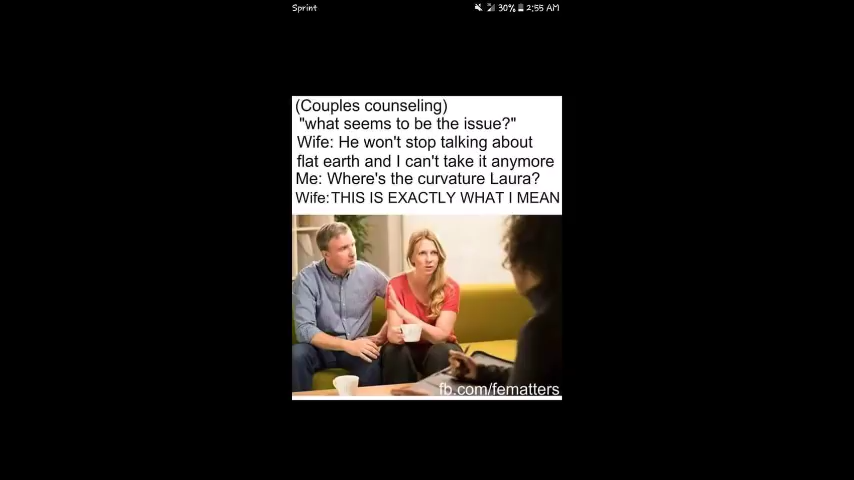 Sprint 30% 2:55 AM
(Couples counseling)
"what seems to be the issue?"
Wife: He won't stop talking about
flat earth and I can't take it anymore
Me: Where's the curvature Laura?
Wife:THIS IS EXACTLY WHAT I MEAN
fb.com/fematters